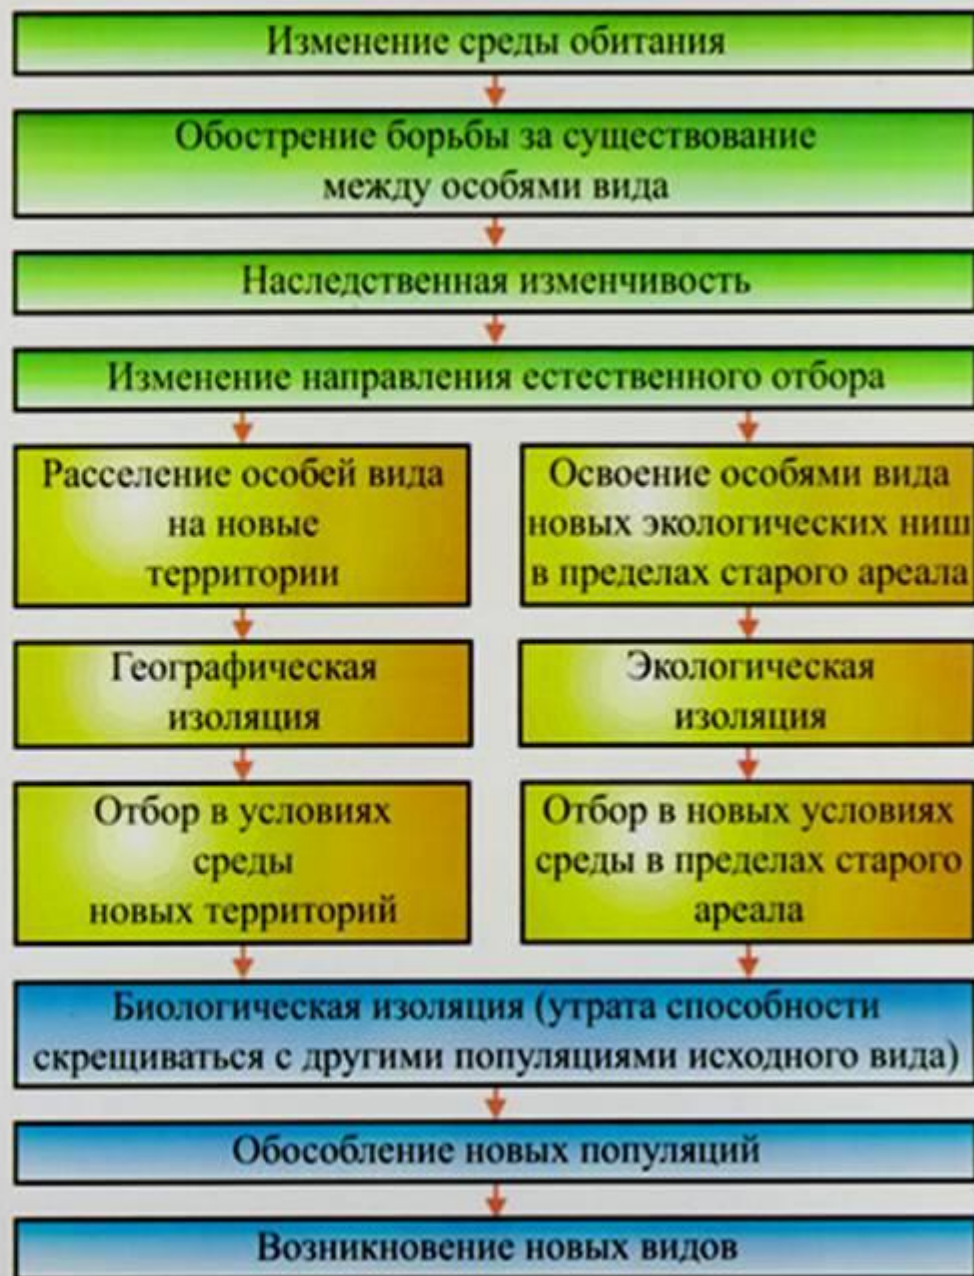 Изменение среды обитания
Обострение борьбы за существование
между особями вида
Наследственная изменчивость
Изменение направления естественного отбора
Расселение особей вида
на новые
территории
Географическая
изоляция
Отбор в условиях
среды
новых территорий
Освоение особями вида
новых экологических ниш
в пределах старого ареала
Экологическая
изоляция
Отбор в новых условиях
среды в пределах старого
ареала
Биологическая изоляция (утрата способности
скрещиваться с другими популяциями исходного вида)
Обособление новых популяций
Возникновение новых видов